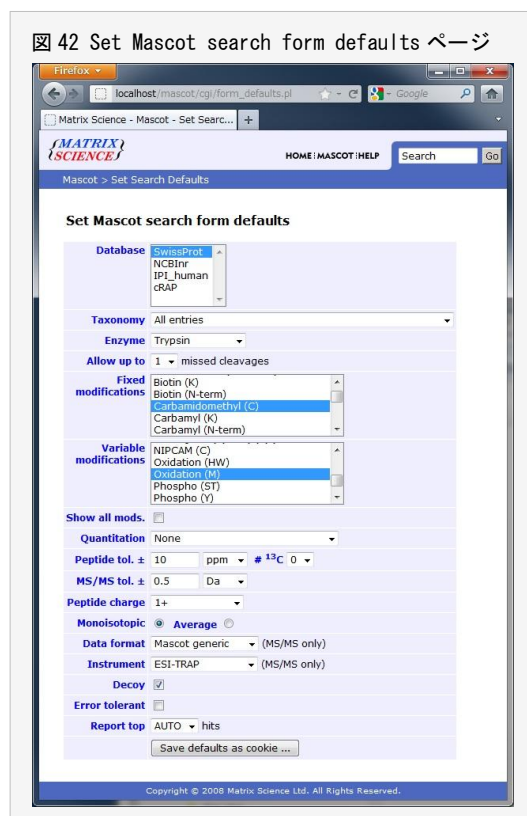 図 42 Set Mascot search form defaults ページ
Firefox
localhost/mascot/cgi/form_defaults.pl
Google
Matrix Science - Mascot - Set Searc...
MATRIX
SCIENCE
HOME MASCOT HELP
Search
Go
Mascot > Set Search Defaults
Set Mascot search form defaults
Database SwissProt
NCBInr
IPI_human
cRAP
Taxonomy All entries
Enzyme Trypsin
Allow up to 1 missed cleavages
Fixed modifications
Biotin (K)
Biotin (N-term)
Carbamidomethyl (C)
Carbamyl (K)
Carbamyl (N-term)
Variable modifications
NIPCAM (C)
Oxidation (HW)
Oxidation (M)
Phospho (ST)
Phospho (Y)
Show all mods.
Quantitation None
Peptide tol. ± 10 ppm # 13C 0
MS/MS tol. ± 0.5 Da
Peptide charge 1+
Monoisotopic Average
Data format Mascot generic (MS/MS only)
Instrument ESI-TRAP (MS/MS only)
Decoy
Error tolerant
Report top AUTO hits
Save defaults as cookie ...
Copyright © 2008 Matrix Science Ltd. All Rights Reserved.